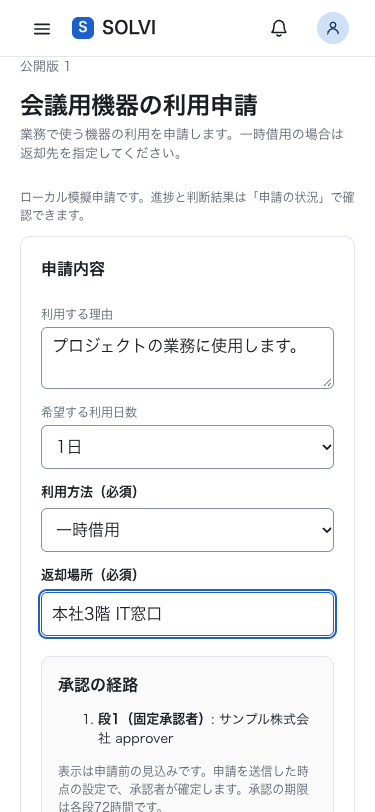 S SOLVI
公開版 1
会議用機器の利用申請
業務で使う機器の利用を申請します。一時借用の場合は
返却先を指定してください。
ローカル模擬申請です。進捗と判断結果は「申請の状況」で確
認できます。
申請内容
利用する理由
プロジェクトの業務に使用します。
希望する利用日数
1日
利用方法（必須）
一時借用
返却場所（必須）
本社3階 IT窓口
承認の経路
1. 段1（固定承認者）: サンプル株式会
社 approver
表示は申請前の見込みです。申請を送信した時
点の設定で、承認者が確定します。承認の期限
は各段72時間です。